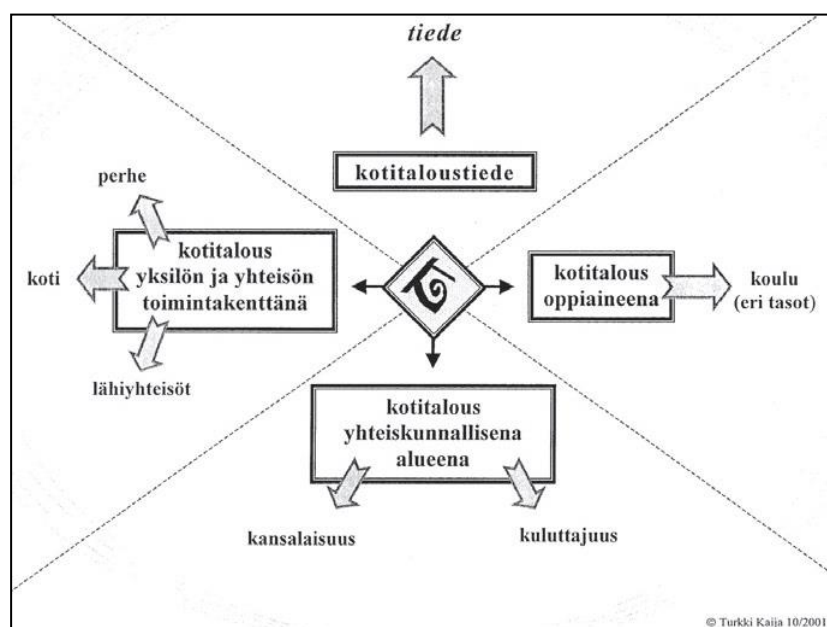 tiede
kotitaloustiede
perhe
kotitalous
yksilön ja yhteisön
toimintakenttänä
koti
lähiyhteisöt
kotitalous
oppiaineena
koulu
(eri tasot)
kotitalous
yhteiskunnallisena
alueena
kansalaisuus
kuluttajuus
© Turkki Kaija 10/2001